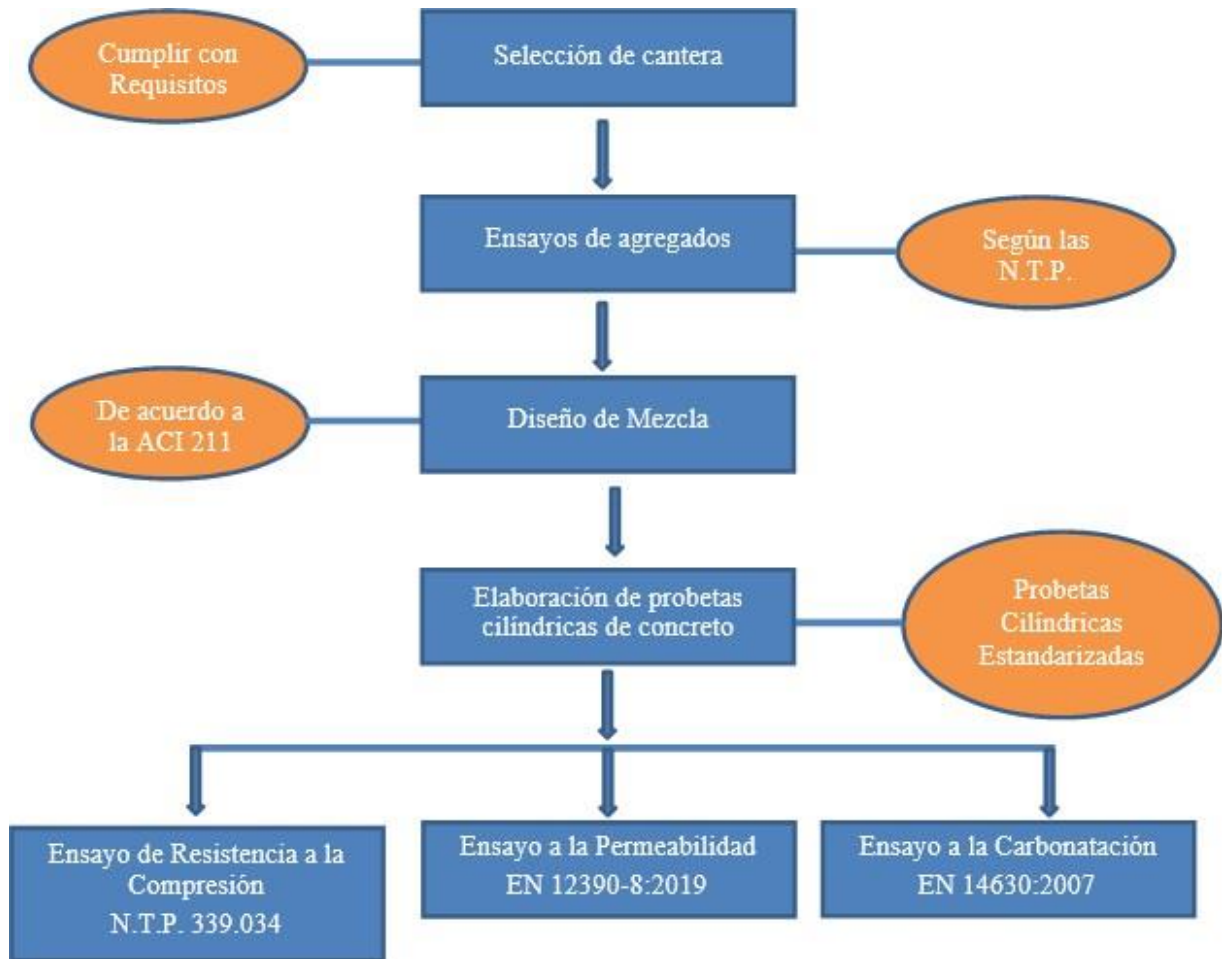 Cumplir con
Requisitos
Selección de cantera
Ensayos de agregados
Según las
N.T.P.
De acuerdo a
la ACI 211
Diseño de Mezcla
Elaboración de probetas
cilíndricas de concreto
Probetas
Cilíndricas
Estandarizadas
Ensayo de Resistencia a la
Compresión
N.T.P. 339.034
Ensayo a la Permeabilidad
EN 12390-8:2019
Ensayo a la Carbonatación
EN 14630:2007